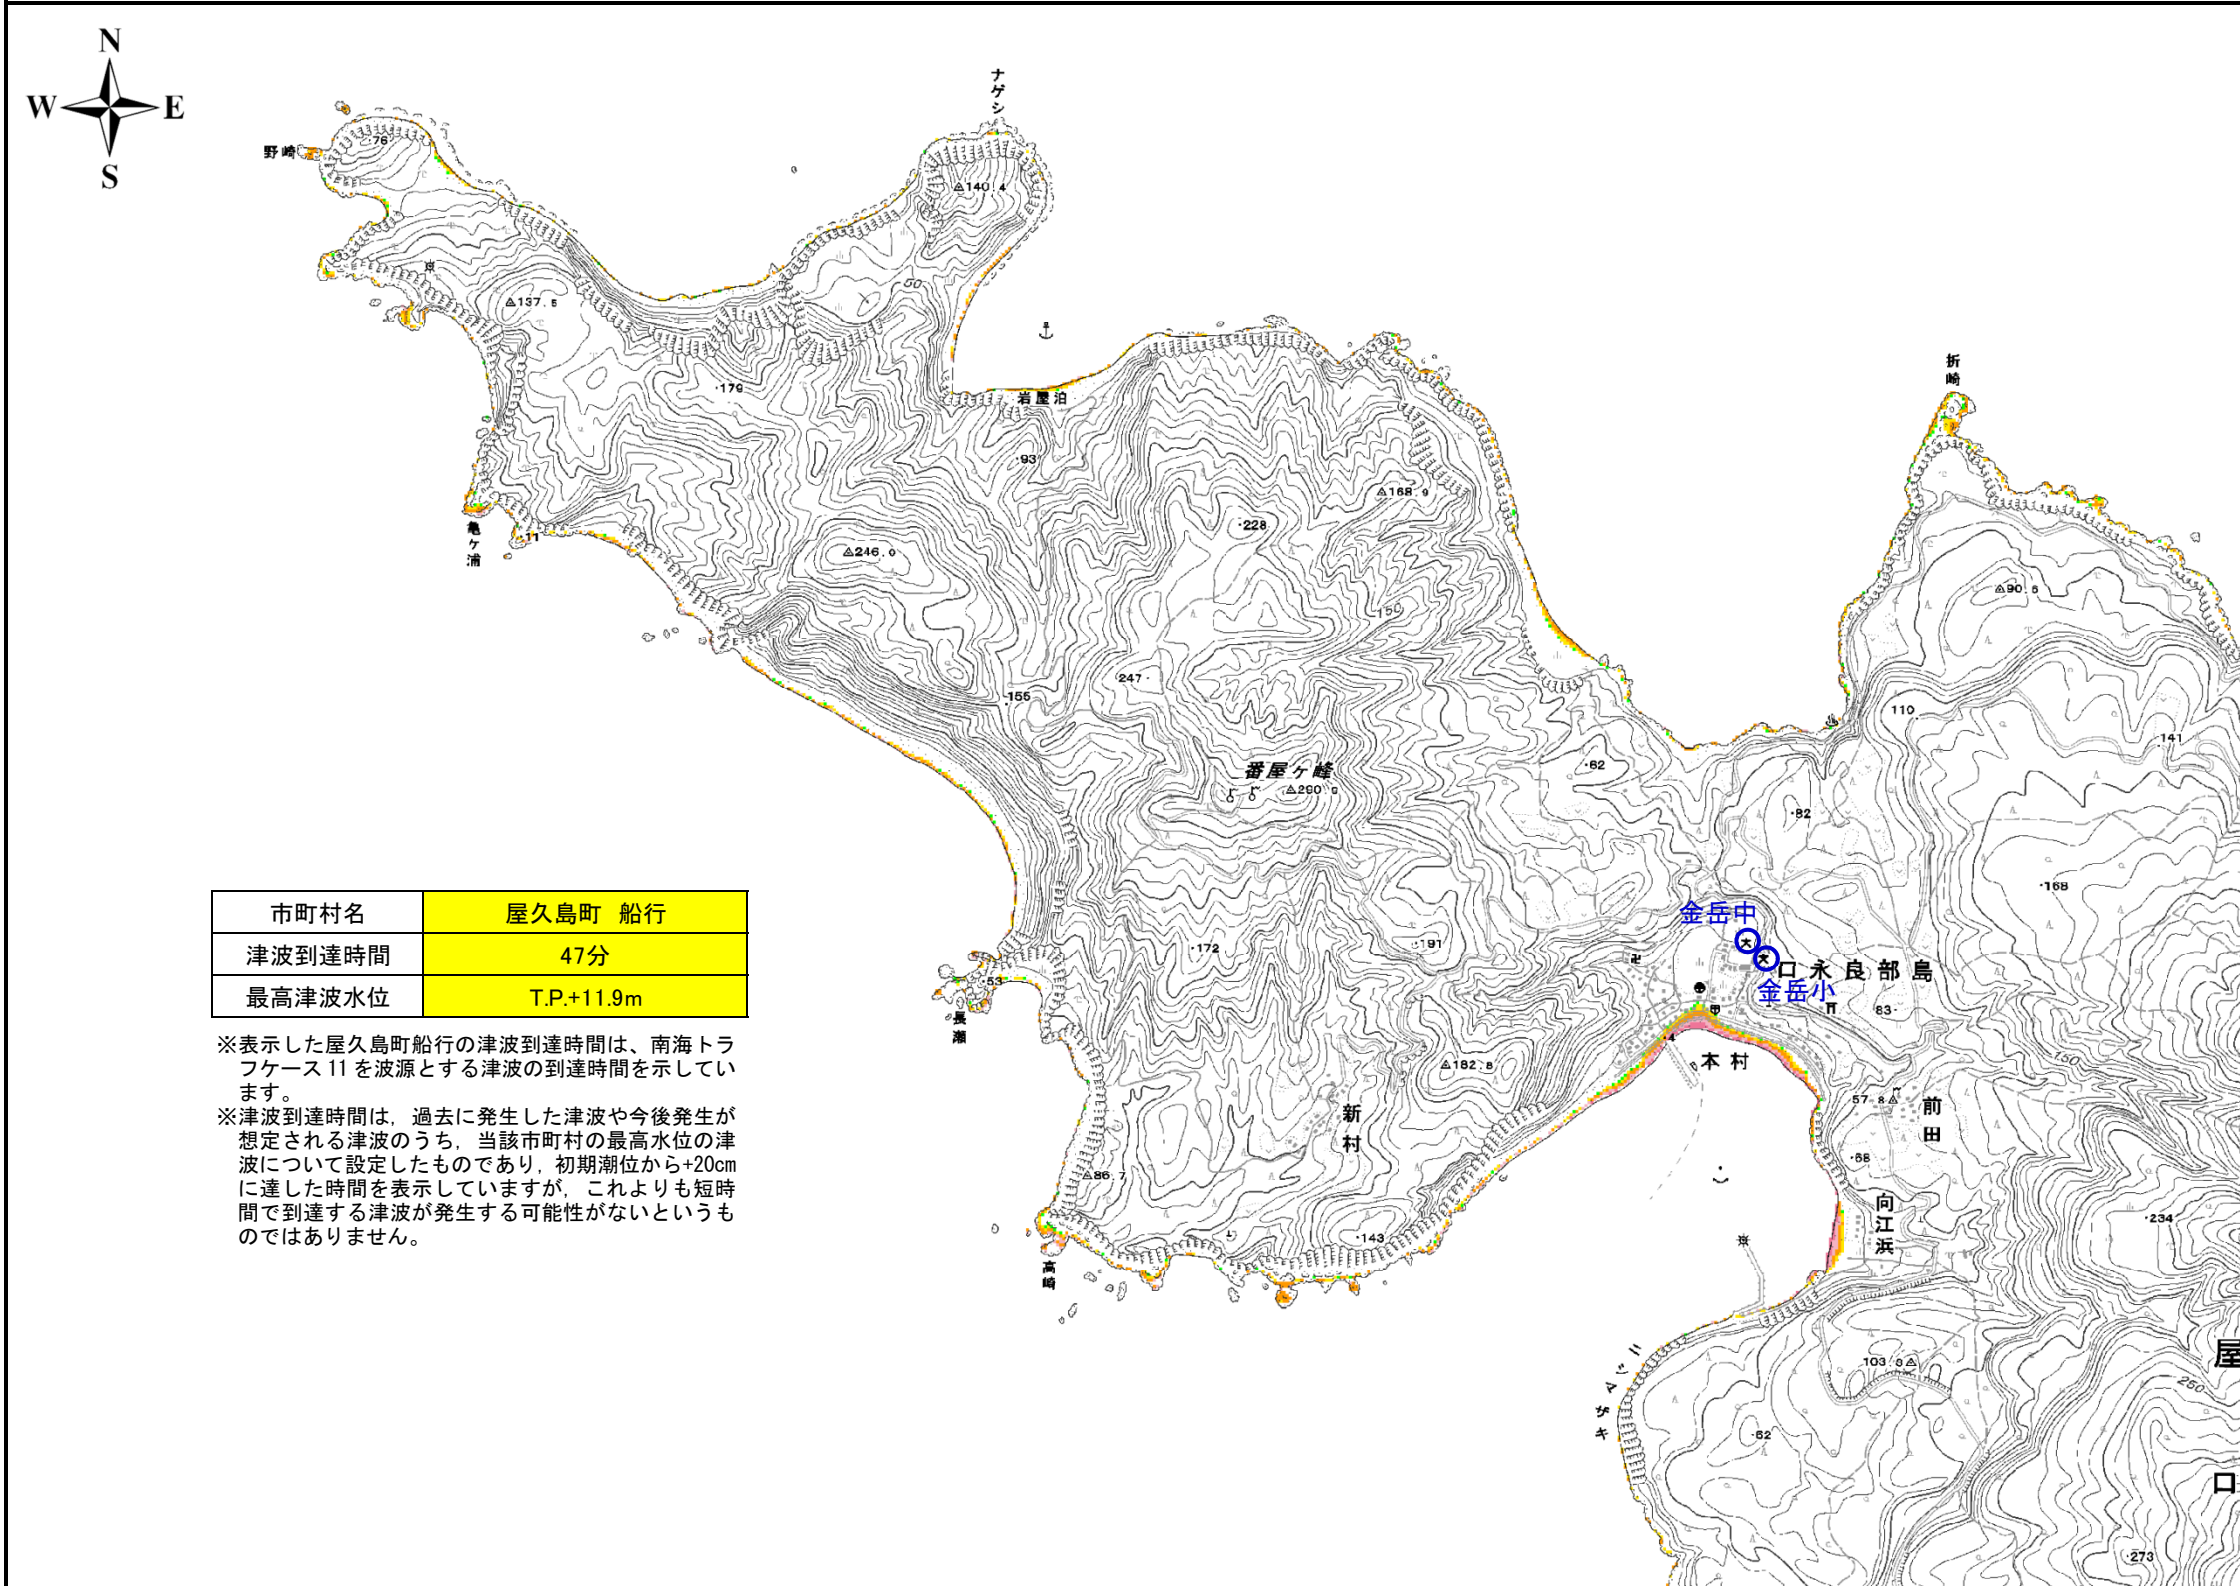 N
W E
S
ナゲシ
野崎
76
140.4
137.5
50
折崎
179
岩屋泊
93
168.9
228
亀ヶ浦
11
246.0
90.5
150
247
155
110
141
番屋ヶ峰
62
82
168
市町村名 屋久島町 船行
津波到達時間 47分
最高津波水位 T.P.+11.9m
金岳中
172
191
口永良部島
金岳小
53
長瀬
83
4
本村
※表示した屋久島町船行の津波到達時間は、南海トラ
フケース11を波源とする津波の到達時間を示してい
ます。
※津波到達時間は，過去に発生した津波や今後発生が
想定される津波のうち，当該市町村の最高水位の津
波について設定したものであり，初期潮位から+20cm
に達した時間を表示していますが，これよりも短時
間で到達する津波が発生する可能性がないというも
のではありません。
182.8
150
57.8
前田
新村
68
86.7
向江浜
234
143
高崎
屋
103.8
250
62
口
273